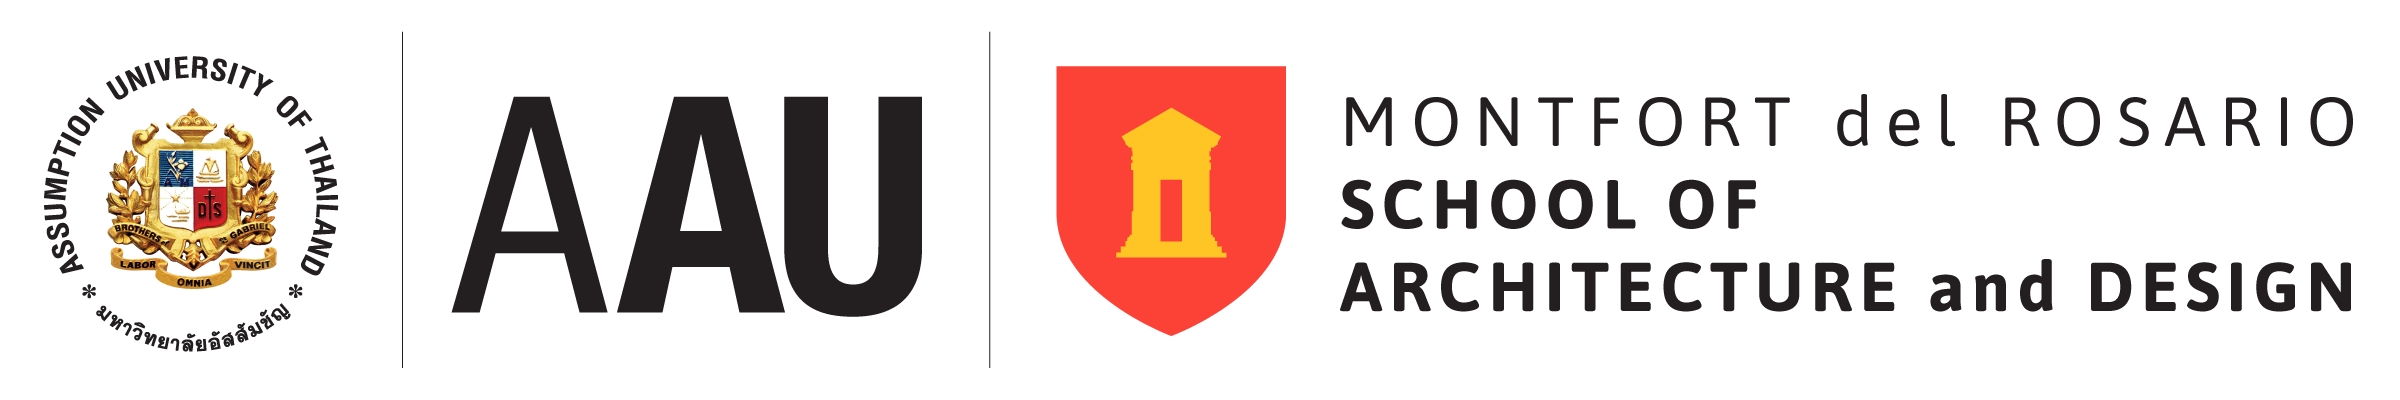 ASSUMPTION UNIVERSITY OF THAILAND
DS
BROTHERS of ST. GABRIEL
LABOR OMNIA VINCIT
* มหาวิทยาลัยอัสสัมชัญ *
AAU
MONTFORT del ROSARIO
SCHOOL OF
ARCHITECTURE and DESIGN